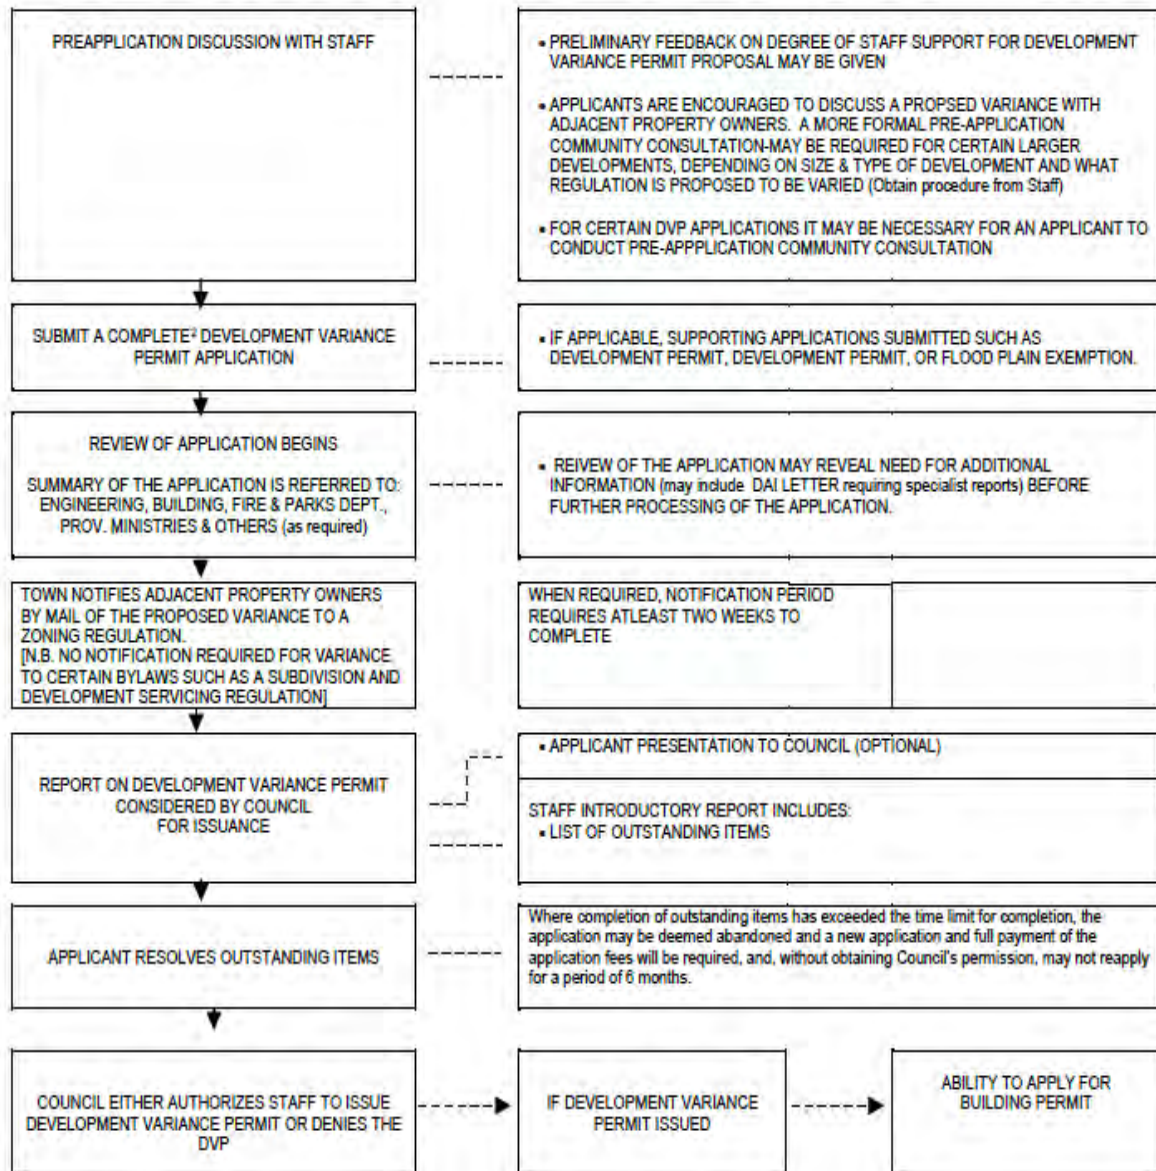 PREAPPLICATION DISCUSSION WITH STAFF
• PRELIMINARY FEEDBACK ON DEGREE OF STAFF SUPPORT FOR DEVELOPMENT
VARIANCE PERMIT PROPOSAL MAY BE GIVEN
• APPLICANTS ARE ENCOURAGED TO DISCUSS A PROPSED VARIANCE WITH
ADJACENT PROPERTY OWNERS. A MORE FORMAL PRE-APPLICATION
COMMUNITY CONSULTATION-MAY BE REQUIRED FOR CERTAIN LARGER
DEVELOPMENTS, DEPENDING ON SIZE & TYPE OF DEVELOPMENT AND WHAT
REGULATION IS PROPOSED TO BE VARIED (Obtain procedure from Staff)
• FOR CERTAIN DVP APPLICATIONS IT MAY BE NECESSARY FOR AN APPLICANT TO
CONDUCT PRE-APPPLICATION COMMUNITY CONSULTATION
SUBMIT A COMPLETE² DEVELOPMENT VARIANCE
PERMIT APPLICATION
• IF APPLICABLE, SUPPORTING APPLICATIONS SUBMITTED SUCH AS
DEVELOPMENT PERMIT, DEVELOPMENT PERMIT, OR FLOOD PLAIN EXEMPTION.
REVIEW OF APPLICATION BEGINS
SUMMARY OF THE APPLICATION IS REFERRED TO:
ENGINEERING, BUILDING, FIRE & PARKS DEPT.,
PROV. MINISTRIES & OTHERS (as required)
• REIVEW OF THE APPLICATION MAY REVEAL NEED FOR ADDITIONAL
INFORMATION (may include DAI LETTER requiring specialist reports) BEFORE
FURTHER PROCESSING OF THE APPLICATION.
TOWN NOTIFIES ADJACENT PROPERTY OWNERS
BY MAIL OF THE PROPOSED VARIANCE TO A
ZONING REGULATION.
[N.B. NO NOTIFICATION REQUIRED FOR VARIANCE
TO CERTAIN BYLAWS SUCH AS A SUBDIVISION AND
DEVELOPMENT SERVICING REGULATION]
WHEN REQUIRED, NOTIFICATION PERIOD
REQUIRES ATLEAST TWO WEEKS TO
COMPLETE
REPORT ON DEVELOPMENT VARIANCE PERMIT
CONSIDERED BY COUNCIL
FOR ISSUANCE
• APPLICANT PRESENTATION TO COUNCIL (OPTIONAL)
STAFF INTRODUCTORY REPORT INCLUDES:
• LIST OF OUTSTANDING ITEMS
APPLICANT RESOLVES OUTSTANDING ITEMS
Where completion of outstanding items has exceeded the time limit for completion, the
application may be deemed abandoned and a new application and full payment of the
application fees will be required, and, without obtaining Council's permission, may not reapply
for a period of 6 months.
COUNCIL EITHER AUTHORIZES STAFF TO ISSUE
DEVELOPMENT VARIANCE PERMIT OR DENIES THE
DVP
IF DEVELOPMENT VARIANCE
PERMIT ISSUED
ABILITY TO APPLY FOR
BUILDING PERMIT